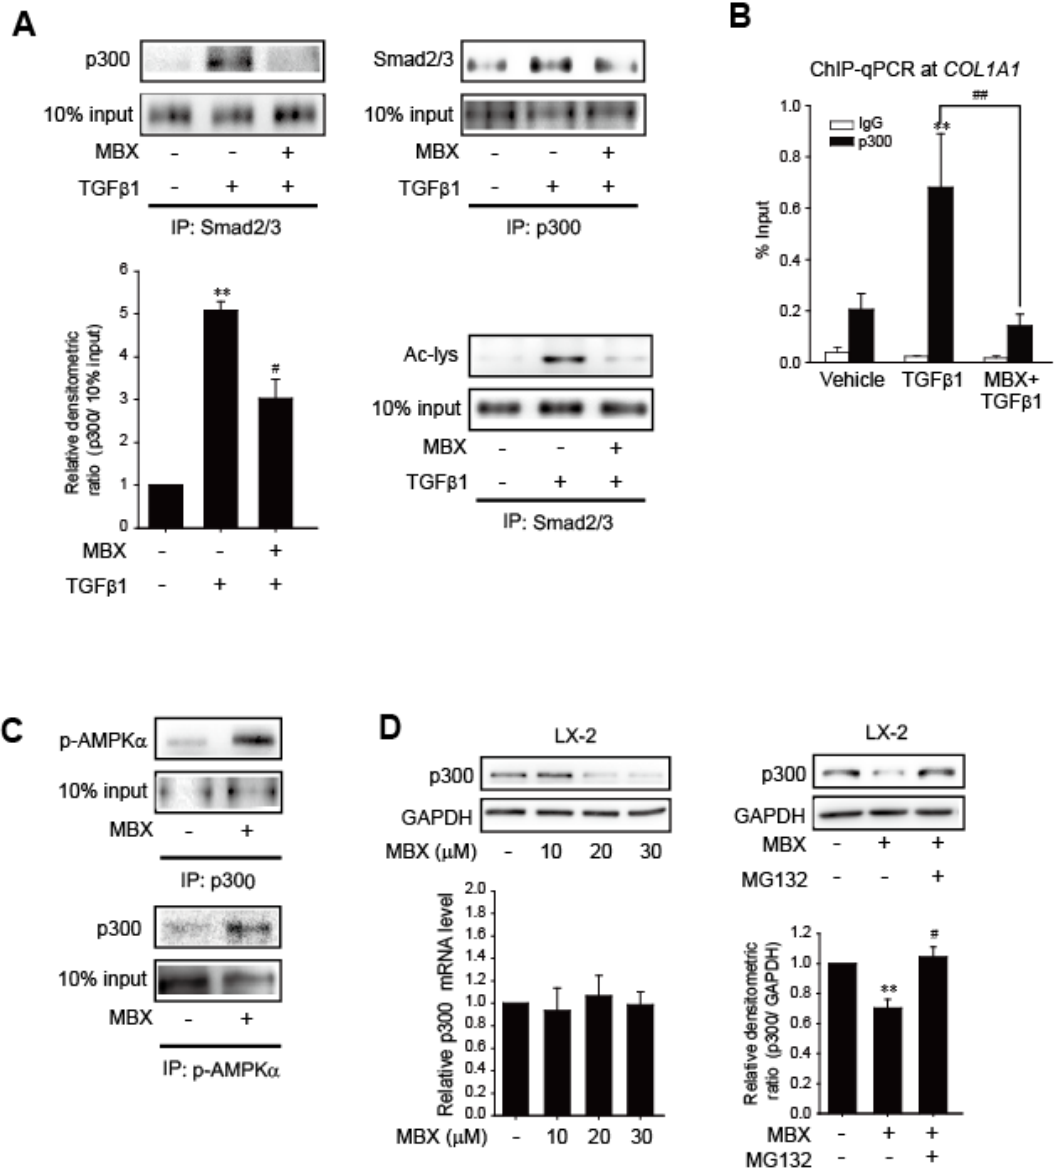 A
p300
10% input
MBX - - +
TGFβ1 - + +
IP: Smad2/3
Smad2/3
10% input
MBX - - +
TGFβ1 - + +
IP: p300
6
5
4
3
2
1
0
Relative densitometric
ratio (p300/ 10% input)
**
#
MBX - - +
TGFβ1 - + +
Ac-lys
10% input
MBX - - +
TGFβ1 - + +
IP: Smad2/3
B
ChIP-qPCR at COL1A1
1.0
0.8
0.6
0.4
0.2
0.0
% Input
IgG
p300
**
##
Vehicle TGFβ1 MBX+
TGFβ1
C
p-AMPKα
10% input
MBX - +
IP: p300
p300
10% input
MBX - +
IP: p-AMPKα
D
LX-2
p300
GAPDH
MBX (μM) - 10 20 30
2.0
1.8
1.6
1.4
1.2
1.0
0.8
0.6
0.4
0.2
0.0
Relative p300 mRNA level
MBX (μM) - 10 20 30
LX-2
p300
GAPDH
MBX - + +
MG132 - - +
1.2
1.0
0.8
0.6
0.4
0.2
0.0
Relative densitometric
ratio (p300/ GAPDH)
**
#
MBX - + +
MG132 - - +